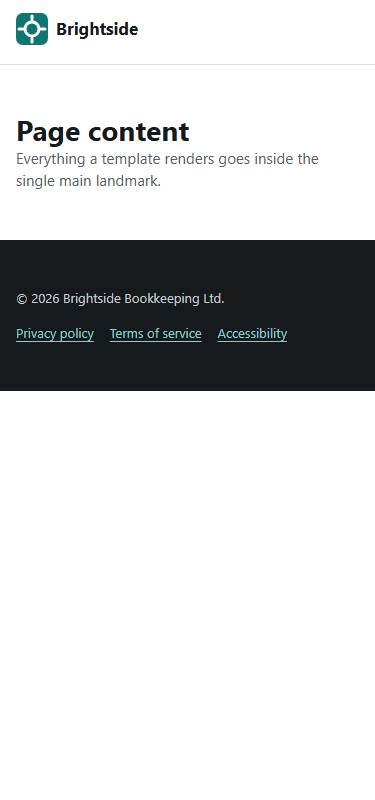 Brightside
Page content
Everything a template renders goes inside the
single main landmark.
© 2026 Brightside Bookkeeping Ltd.
Privacy policy Terms of service Accessibility